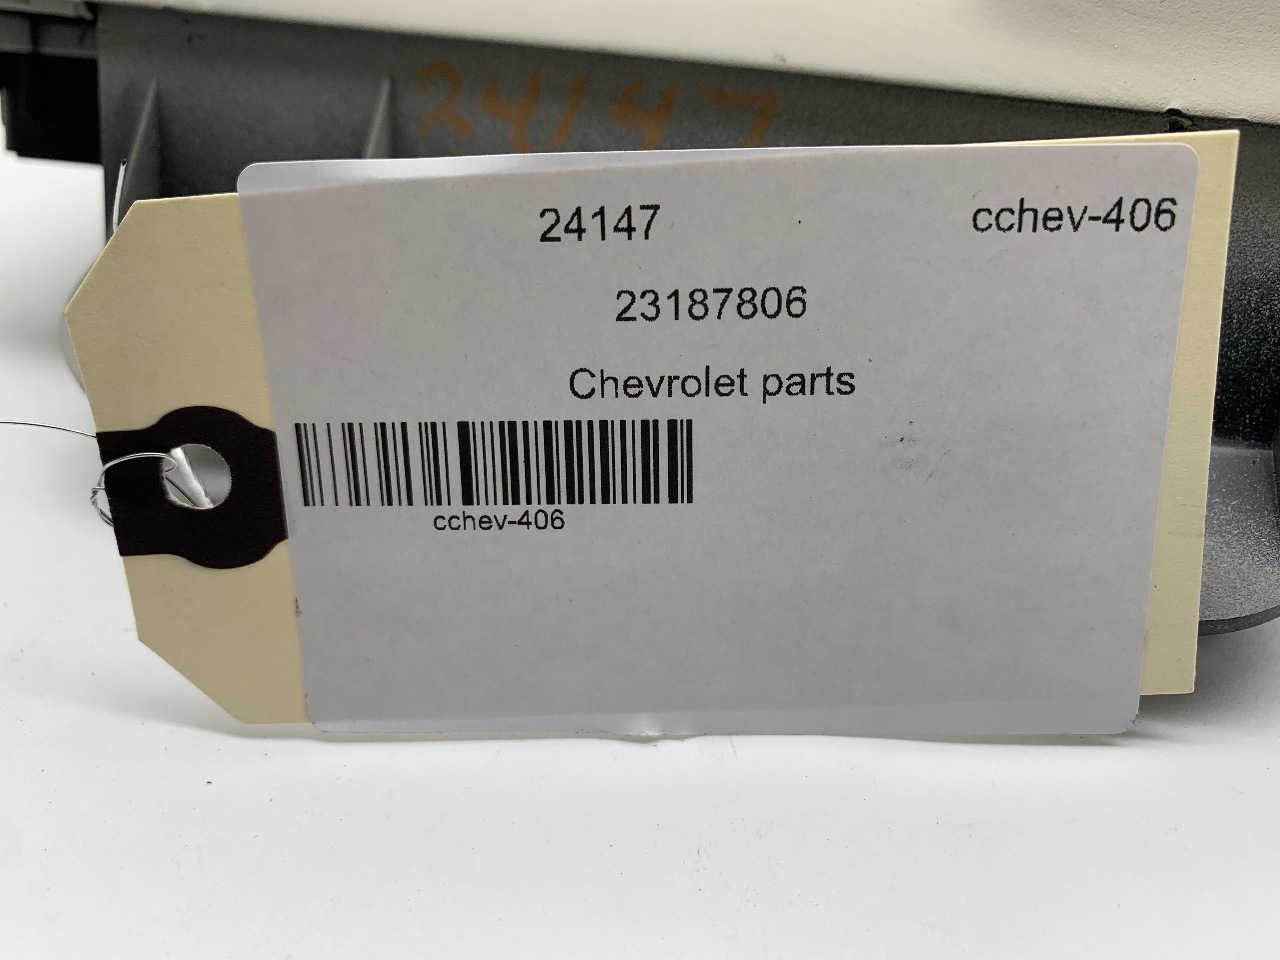 24147
24147 cchev-406
23187806
Chevrolet parts
cchev-406